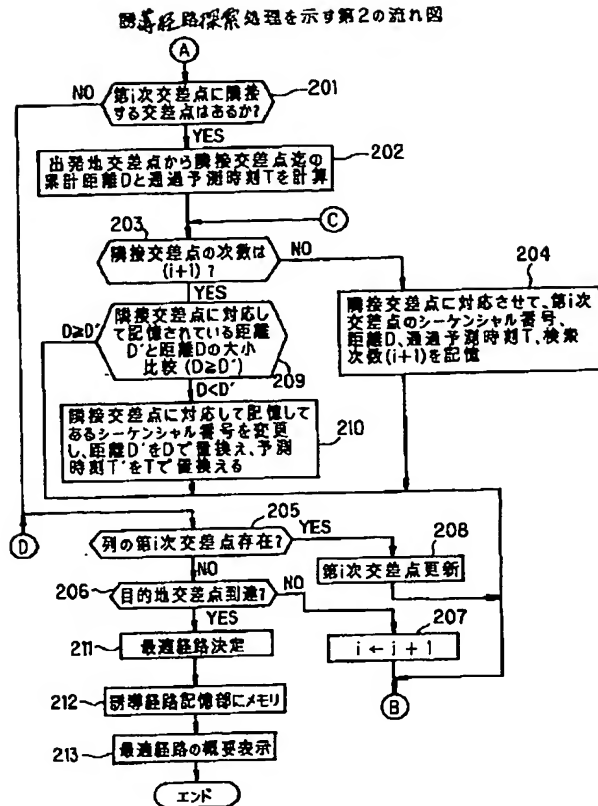 誘導経路探索処理を示す第2の流れ図
A
NO
第i次交差点に隣接
する交差点はあるか?
201
YES
202
出発地交差点から隣接交差点迄の
累計距離Dと通過予測時刻Tを計算
C
203
隣接交差点の次数は
(i+1)?
NO
YES
204
隣接交差点に対応させて、第i次
交差点のシーケンシャル番号、
距離D、通過予測時刻T、検索
次数(i+1)を記憶
D≥D'
隣接交差点に対応し
て記憶されている距離
D'と距離Dの大小
比較(D≥D')
209
D<D'
隣接交差点に対応して記憶して
あるシーケンシャル番号を変更
し、距離D'をDで置換え、予測
時刻T'をTで置換える
210
D
205
列の第i次交差点存在?
YES
208
第i次交差点更新
NO
206
目的地交差点到達?
NO
YES
207
i←i+1
B
211
最適経路決定
212
誘導経路記憶部にメモリ
213
最適経路の概要表示
エンド